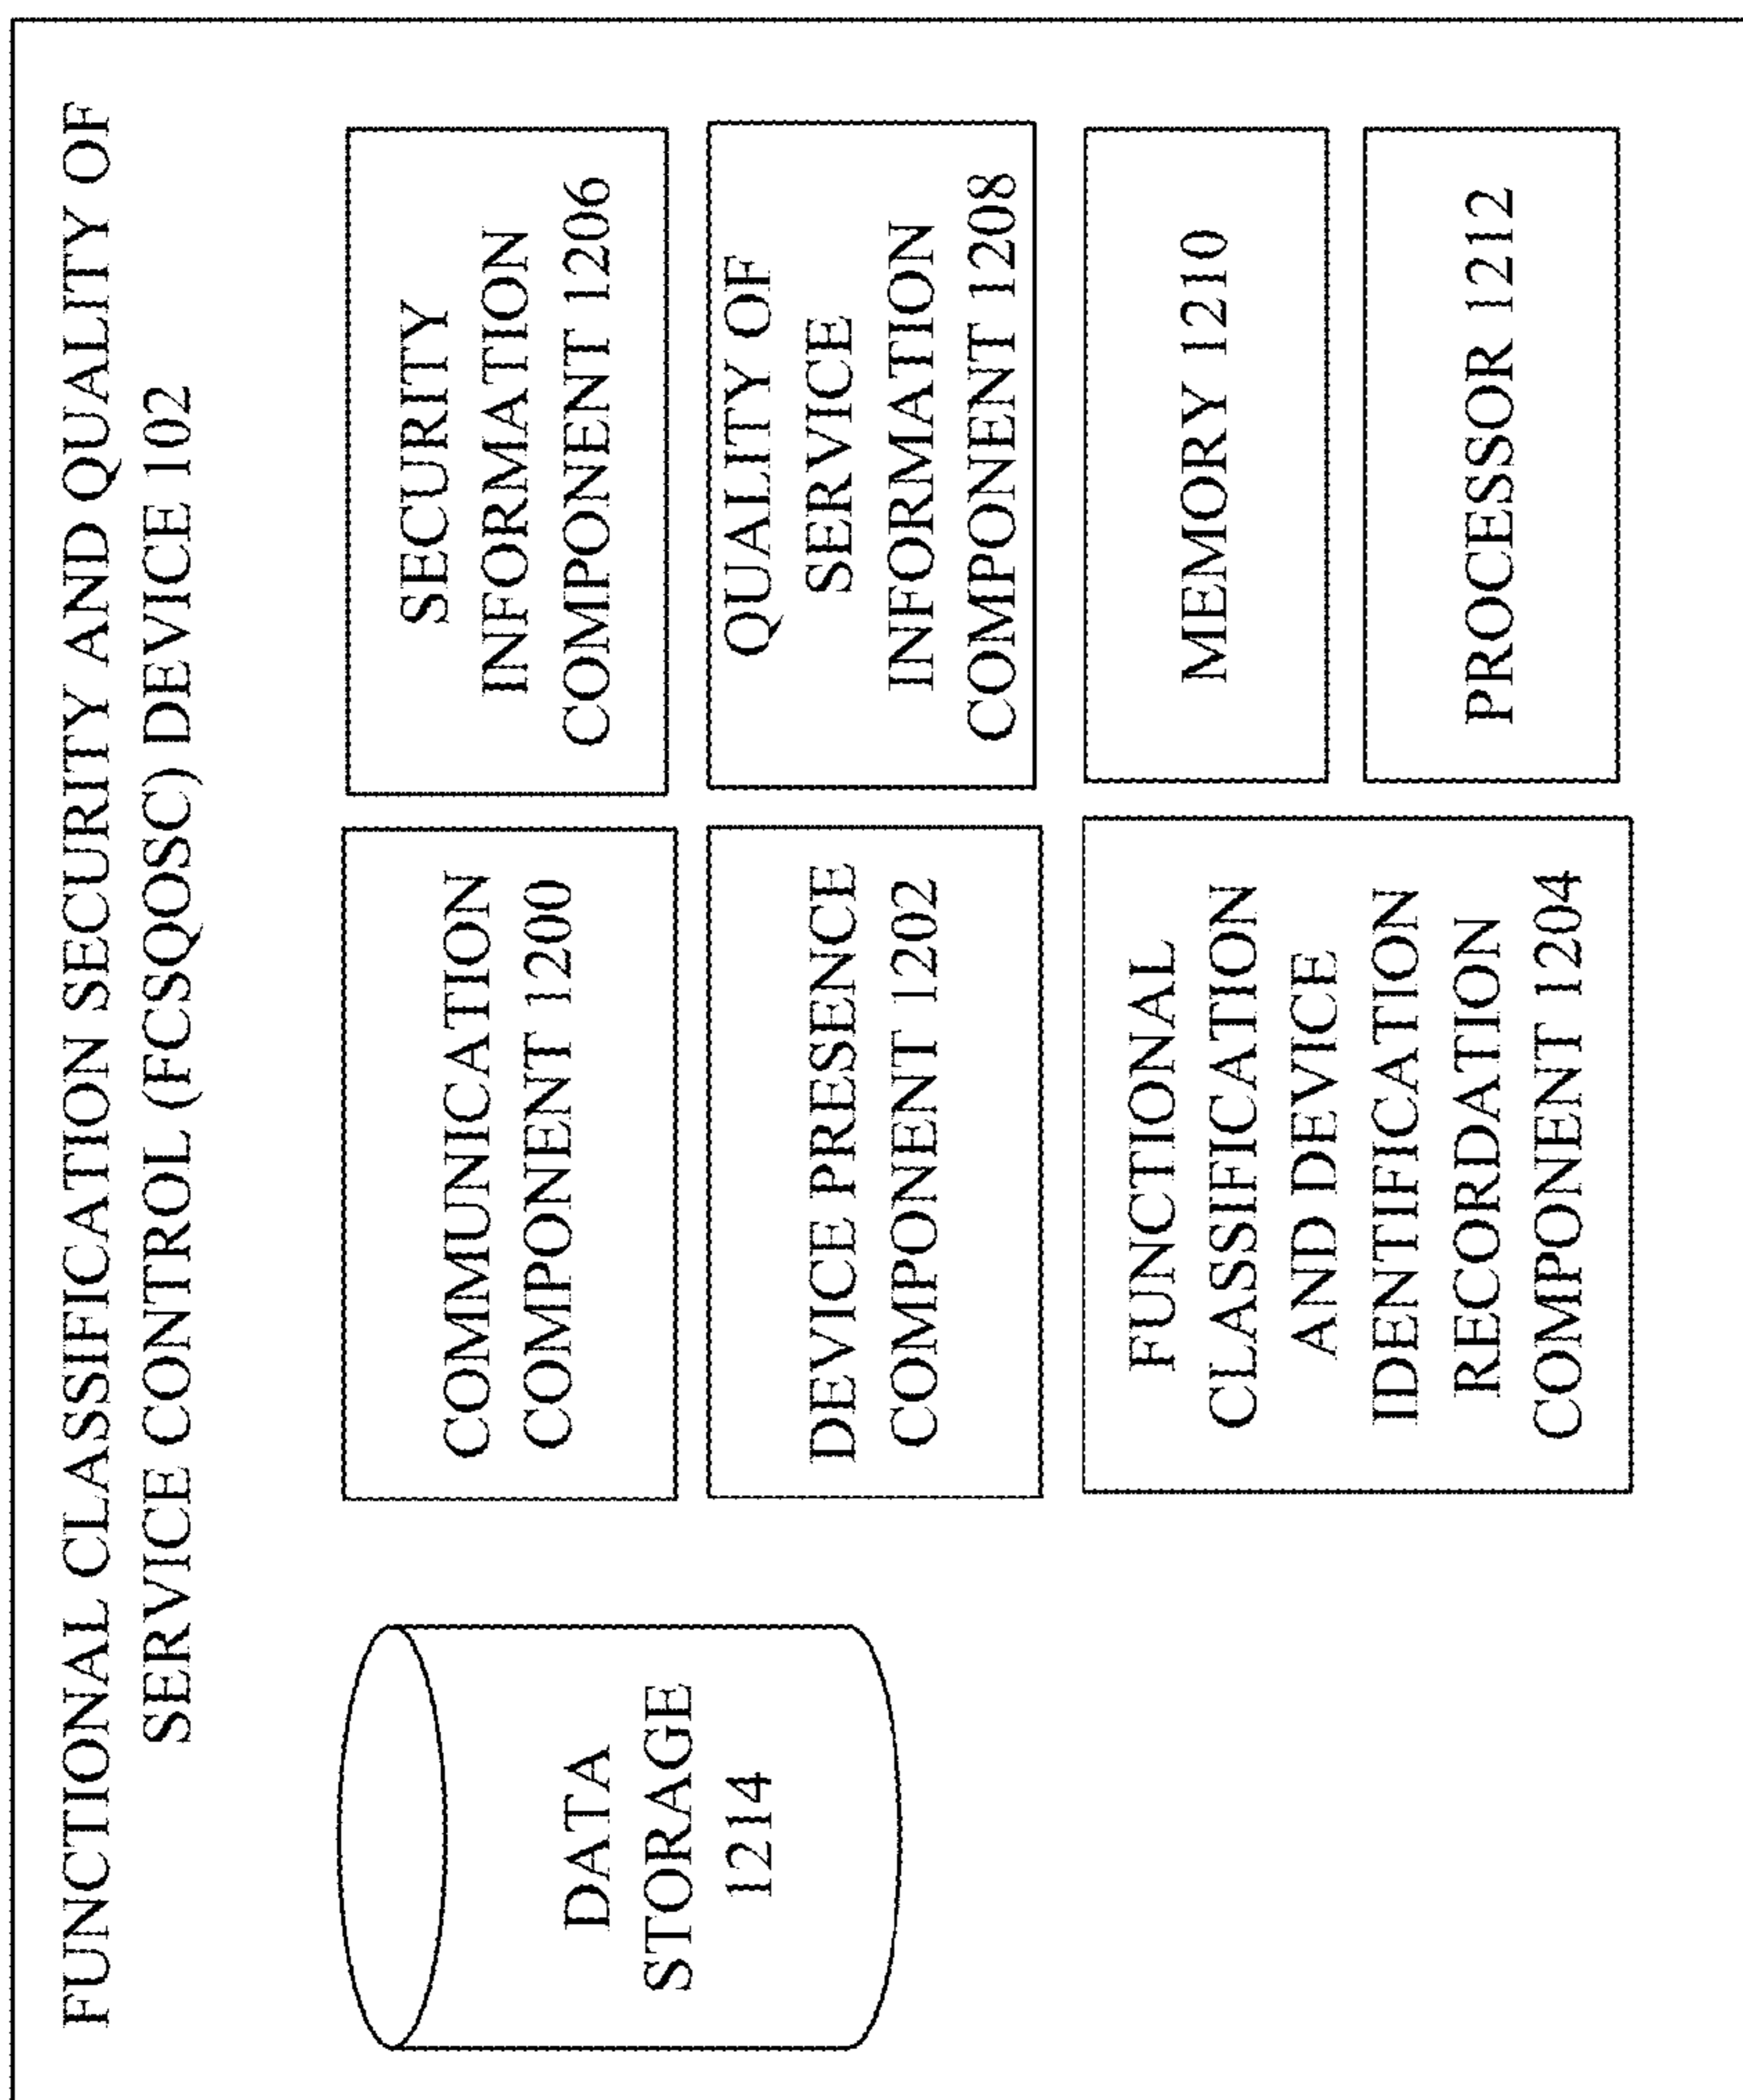 FUNCTIONAL CLASSIFICATION SECURITY AND QUALITY OF
SERVICE CONTROL (FCSQOSC) DEVICE 102
DATA
STORAGE
1214
COMMUNICATION
COMPONENT 1200
DEVICE PRESENCE
COMPONENT 1202
FUNCTIONAL
CLASSIFICATION
AND DEVICE
IDENTIFICATION
RECORDATION
COMPONENT 1204
SECURITY
INFORMATION
COMPONENT 1206
QUALITY OF
SERVICE
INFORMATION
COMPONENT 1208
MEMORY 1210
PROCESSOR 1212